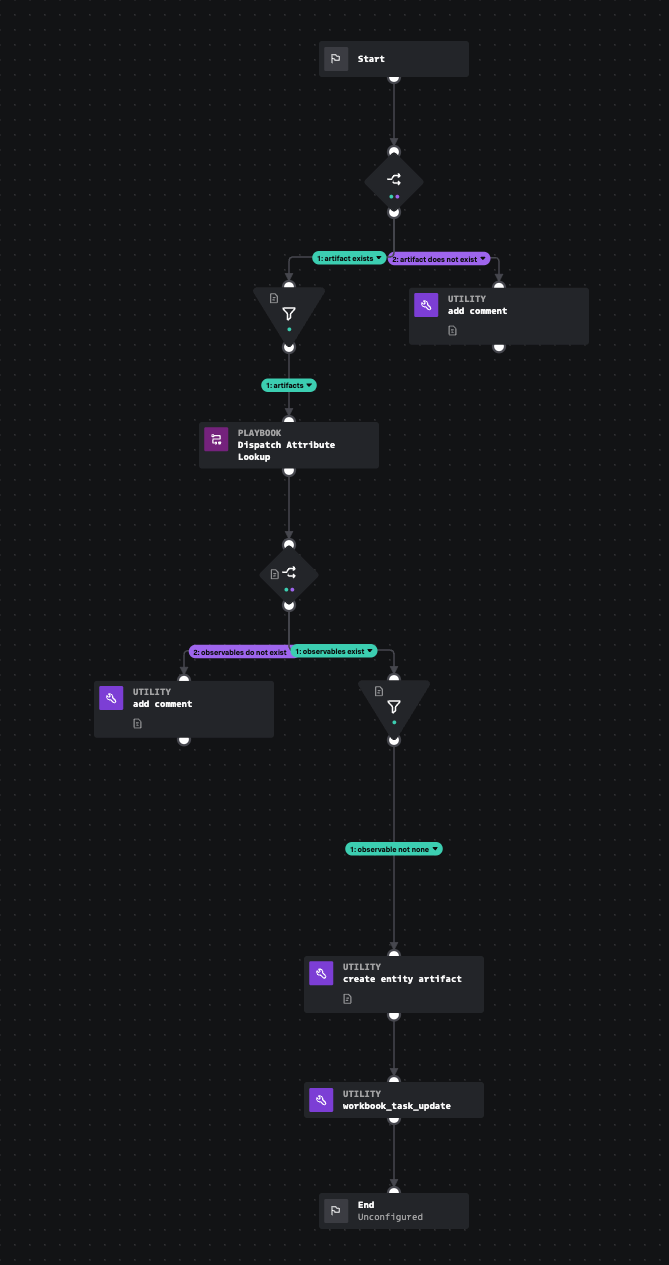 Start
1: artifact exists
2: artifact does not exist
UTILITY
add comment
1: artifacts
PLAYBOOK
Dispatch Attribute
Lookup
2: observables do not exist
1: observables exist
UTILITY
add comment
1: observable not none
UTILITY
create entity artifact
UTILITY
workbook_task_update
End
Unconfigured